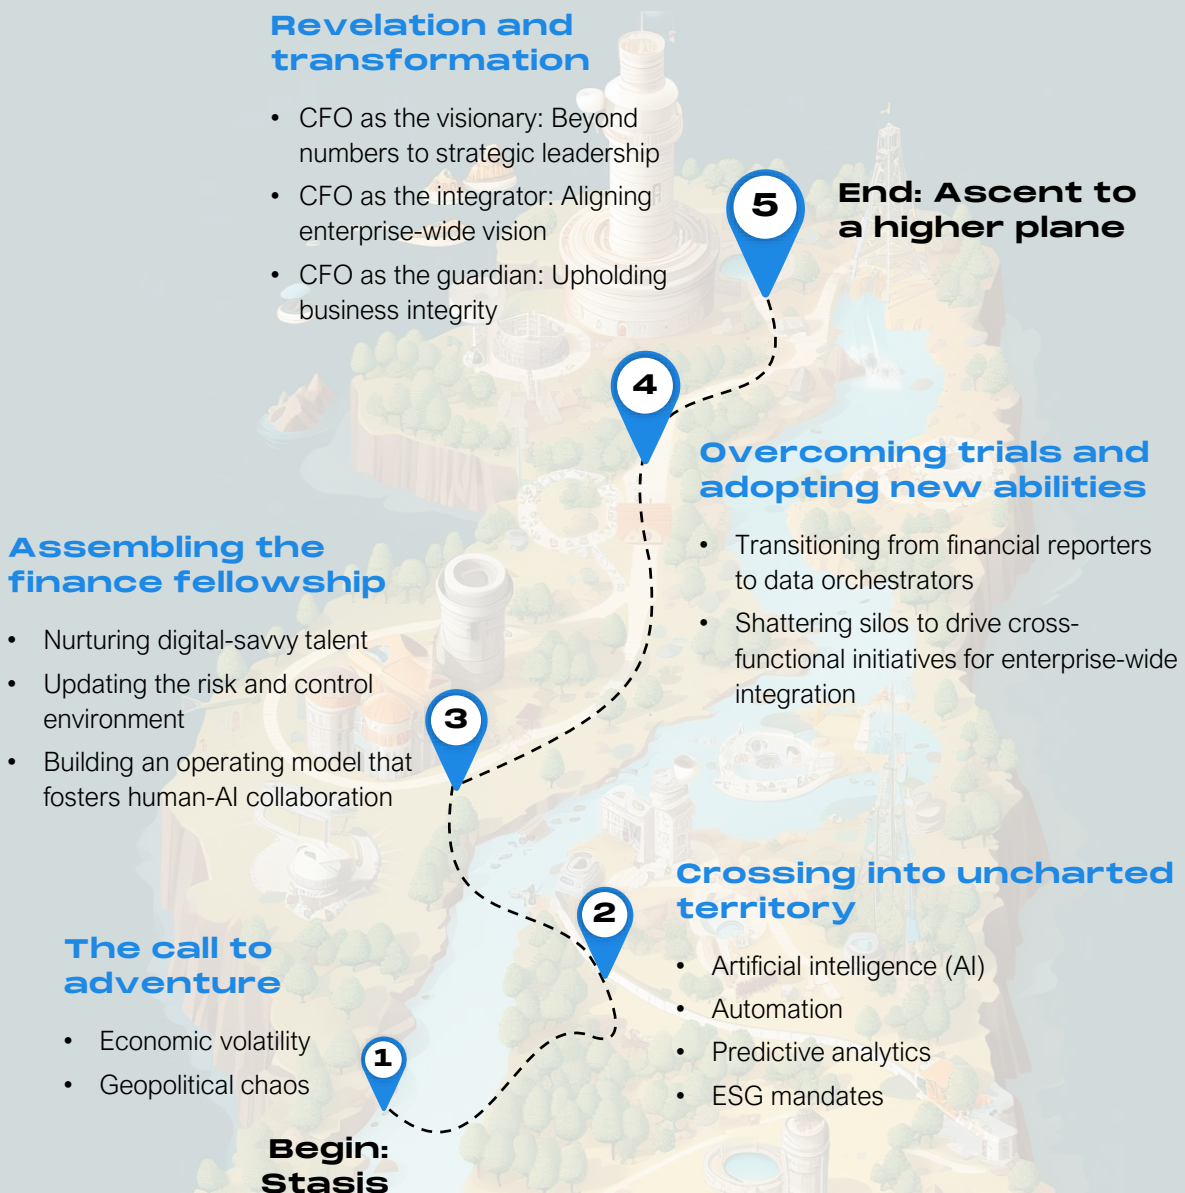 Revelation and
transformation
• CFO as the visionary: Beyond
numbers to strategic leadership
• CFO as the integrator: Aligning
enterprise-wide vision
• CFO as the guardian: Upholding
business integrity
5
End: Ascent to
a higher plane
4
Overcoming trials and
adopting new abilities
• Transitioning from financial reporters
to data orchestrators
• Shattering silos to drive cross-
functional initiatives for enterprise-wide
integration
Assembling the
finance fellowship
• Nurturing digital-savvy talent
• Updating the risk and control
environment
• Building an operating model that
fosters human-AI collaboration
3
Crossing into uncharted
territory
• Artificial intelligence (AI)
• Automation
• Predictive analytics
• ESG mandates
2
The call to
adventure
• Economic volatility
• Geopolitical chaos
1
Begin:
Stasis